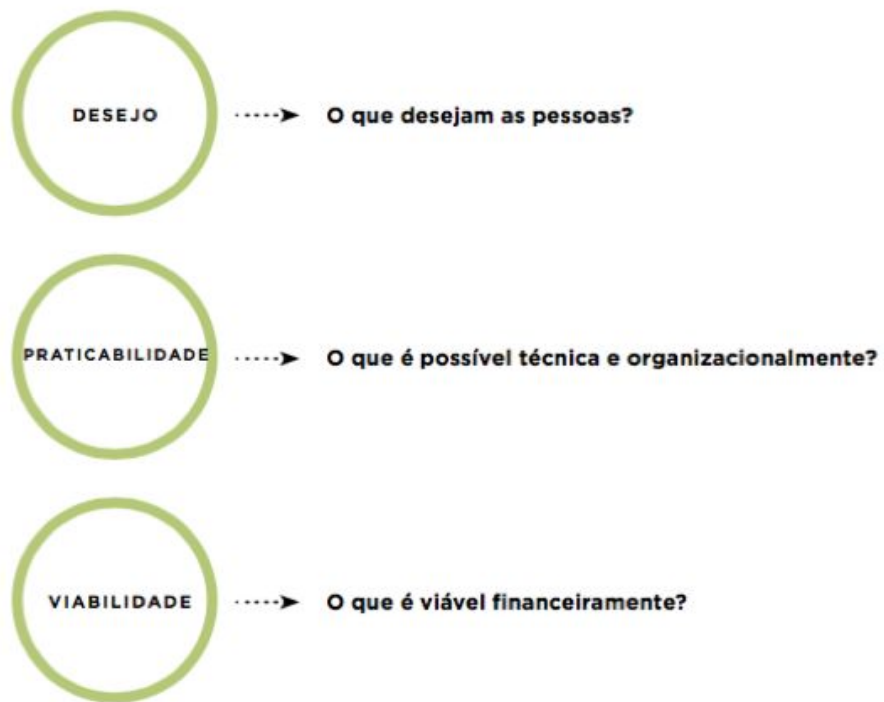 DESEJO
O que desejam as pessoas?
PRATICABILIDADE
O que é possível técnica e organizacionalmente?
VIABILIDADE
O que é viável financeiramente?